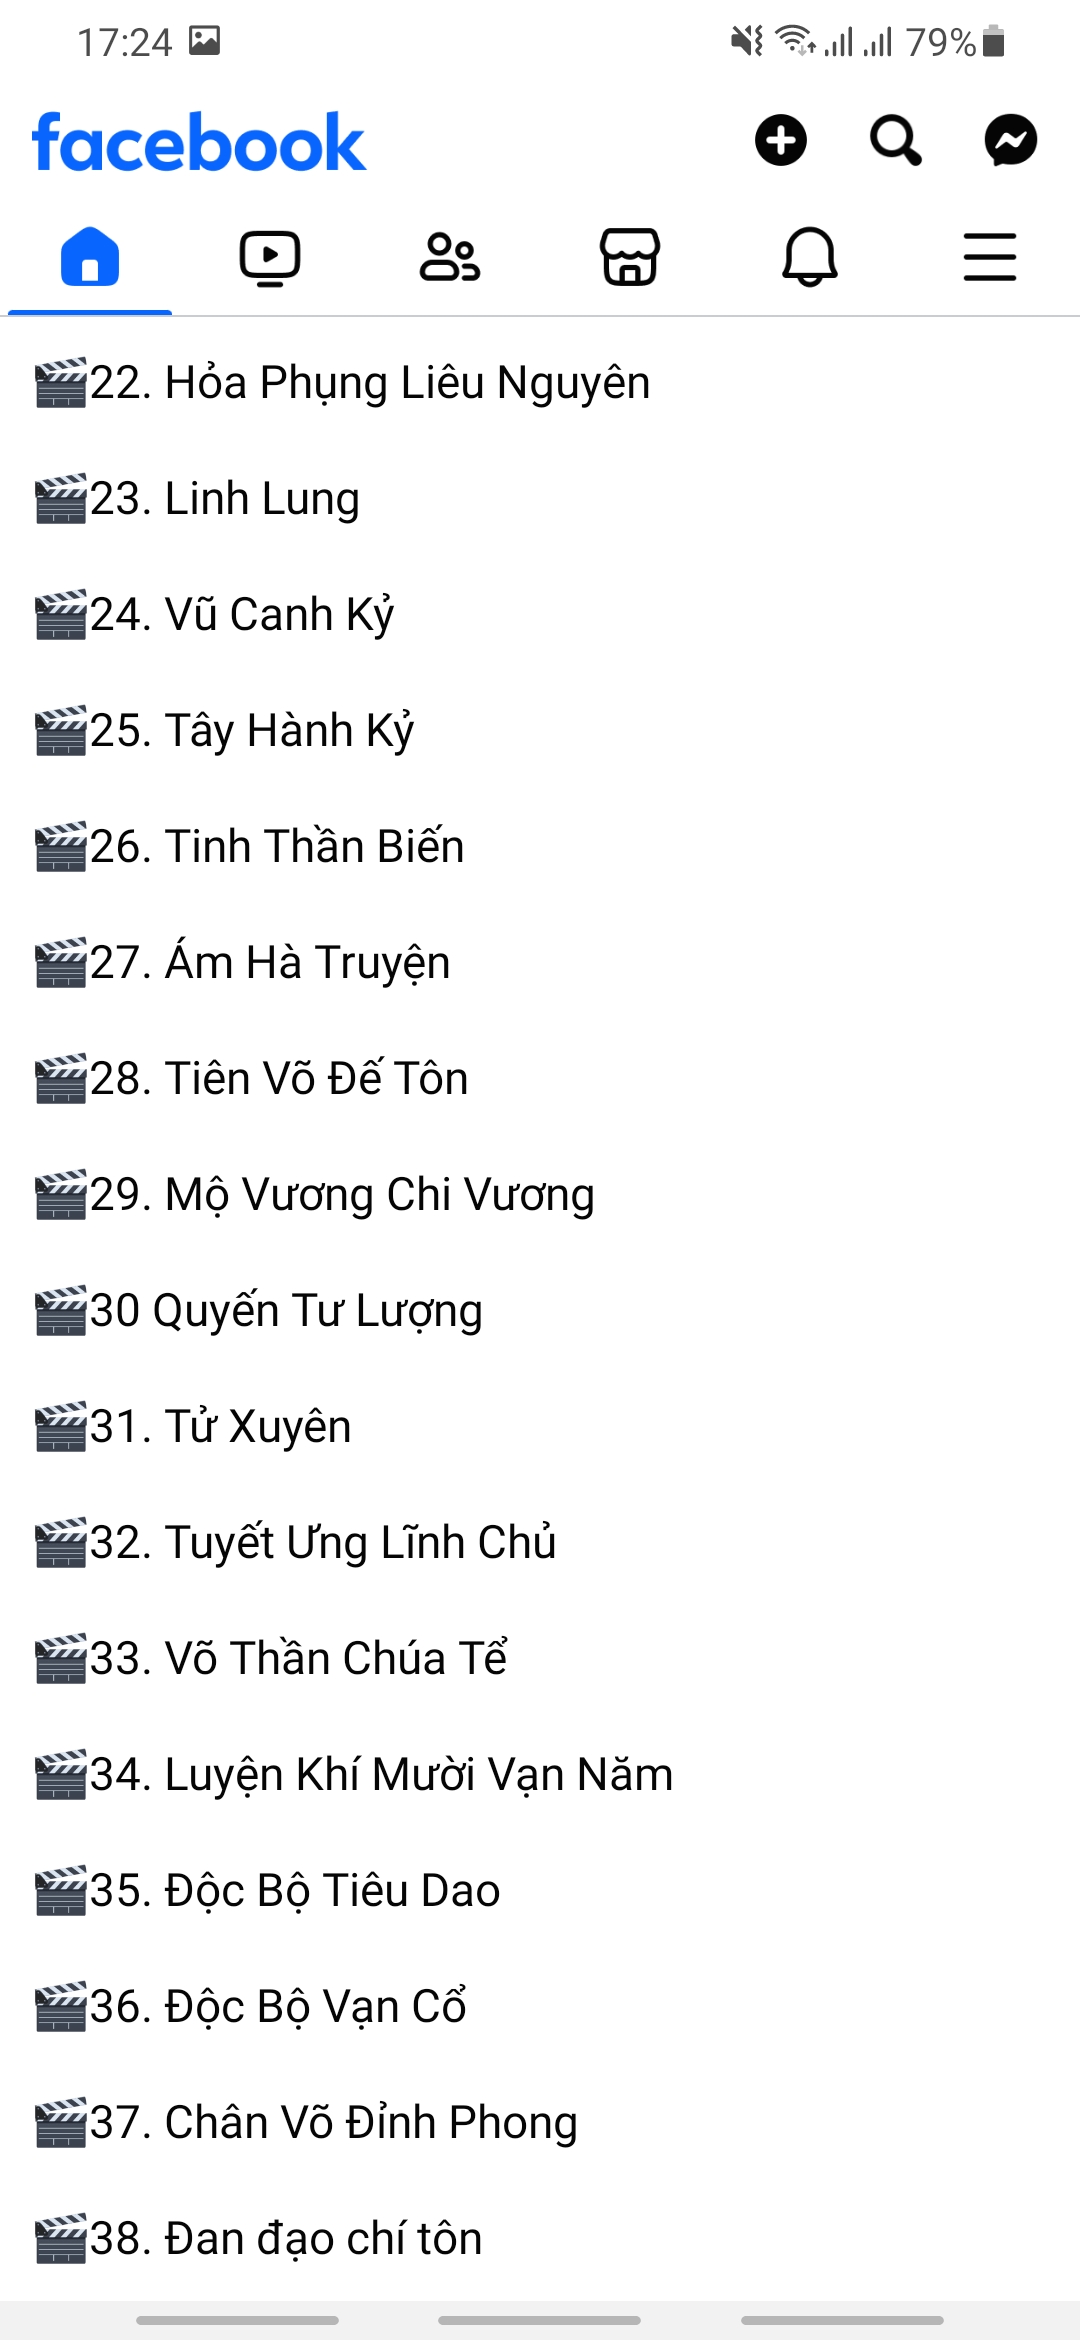 17:24
79%
facebook
22. Hỏa Phụng Liêu Nguyên
23. Linh Lung
24. Vũ Canh Kỷ
25. Tây Hành Kỷ
26. Tinh Thần Biến
27. Ám Hà Truyện
28. Tiên Võ Đế Tôn
29. Mộ Vương Chi Vương
30 Quyến Tư Lượng
31. Tử Xuyên
32. Tuyết Ưng Lĩnh Chủ
33. Võ Thần Chúa Tể
34. Luyện Khí Mười Vạn Năm
35. Độc Bộ Tiêu Dao
36. Độc Bộ Vạn Cổ
37. Chân Võ Đỉnh Phong
38. Đan đạo chí tôn